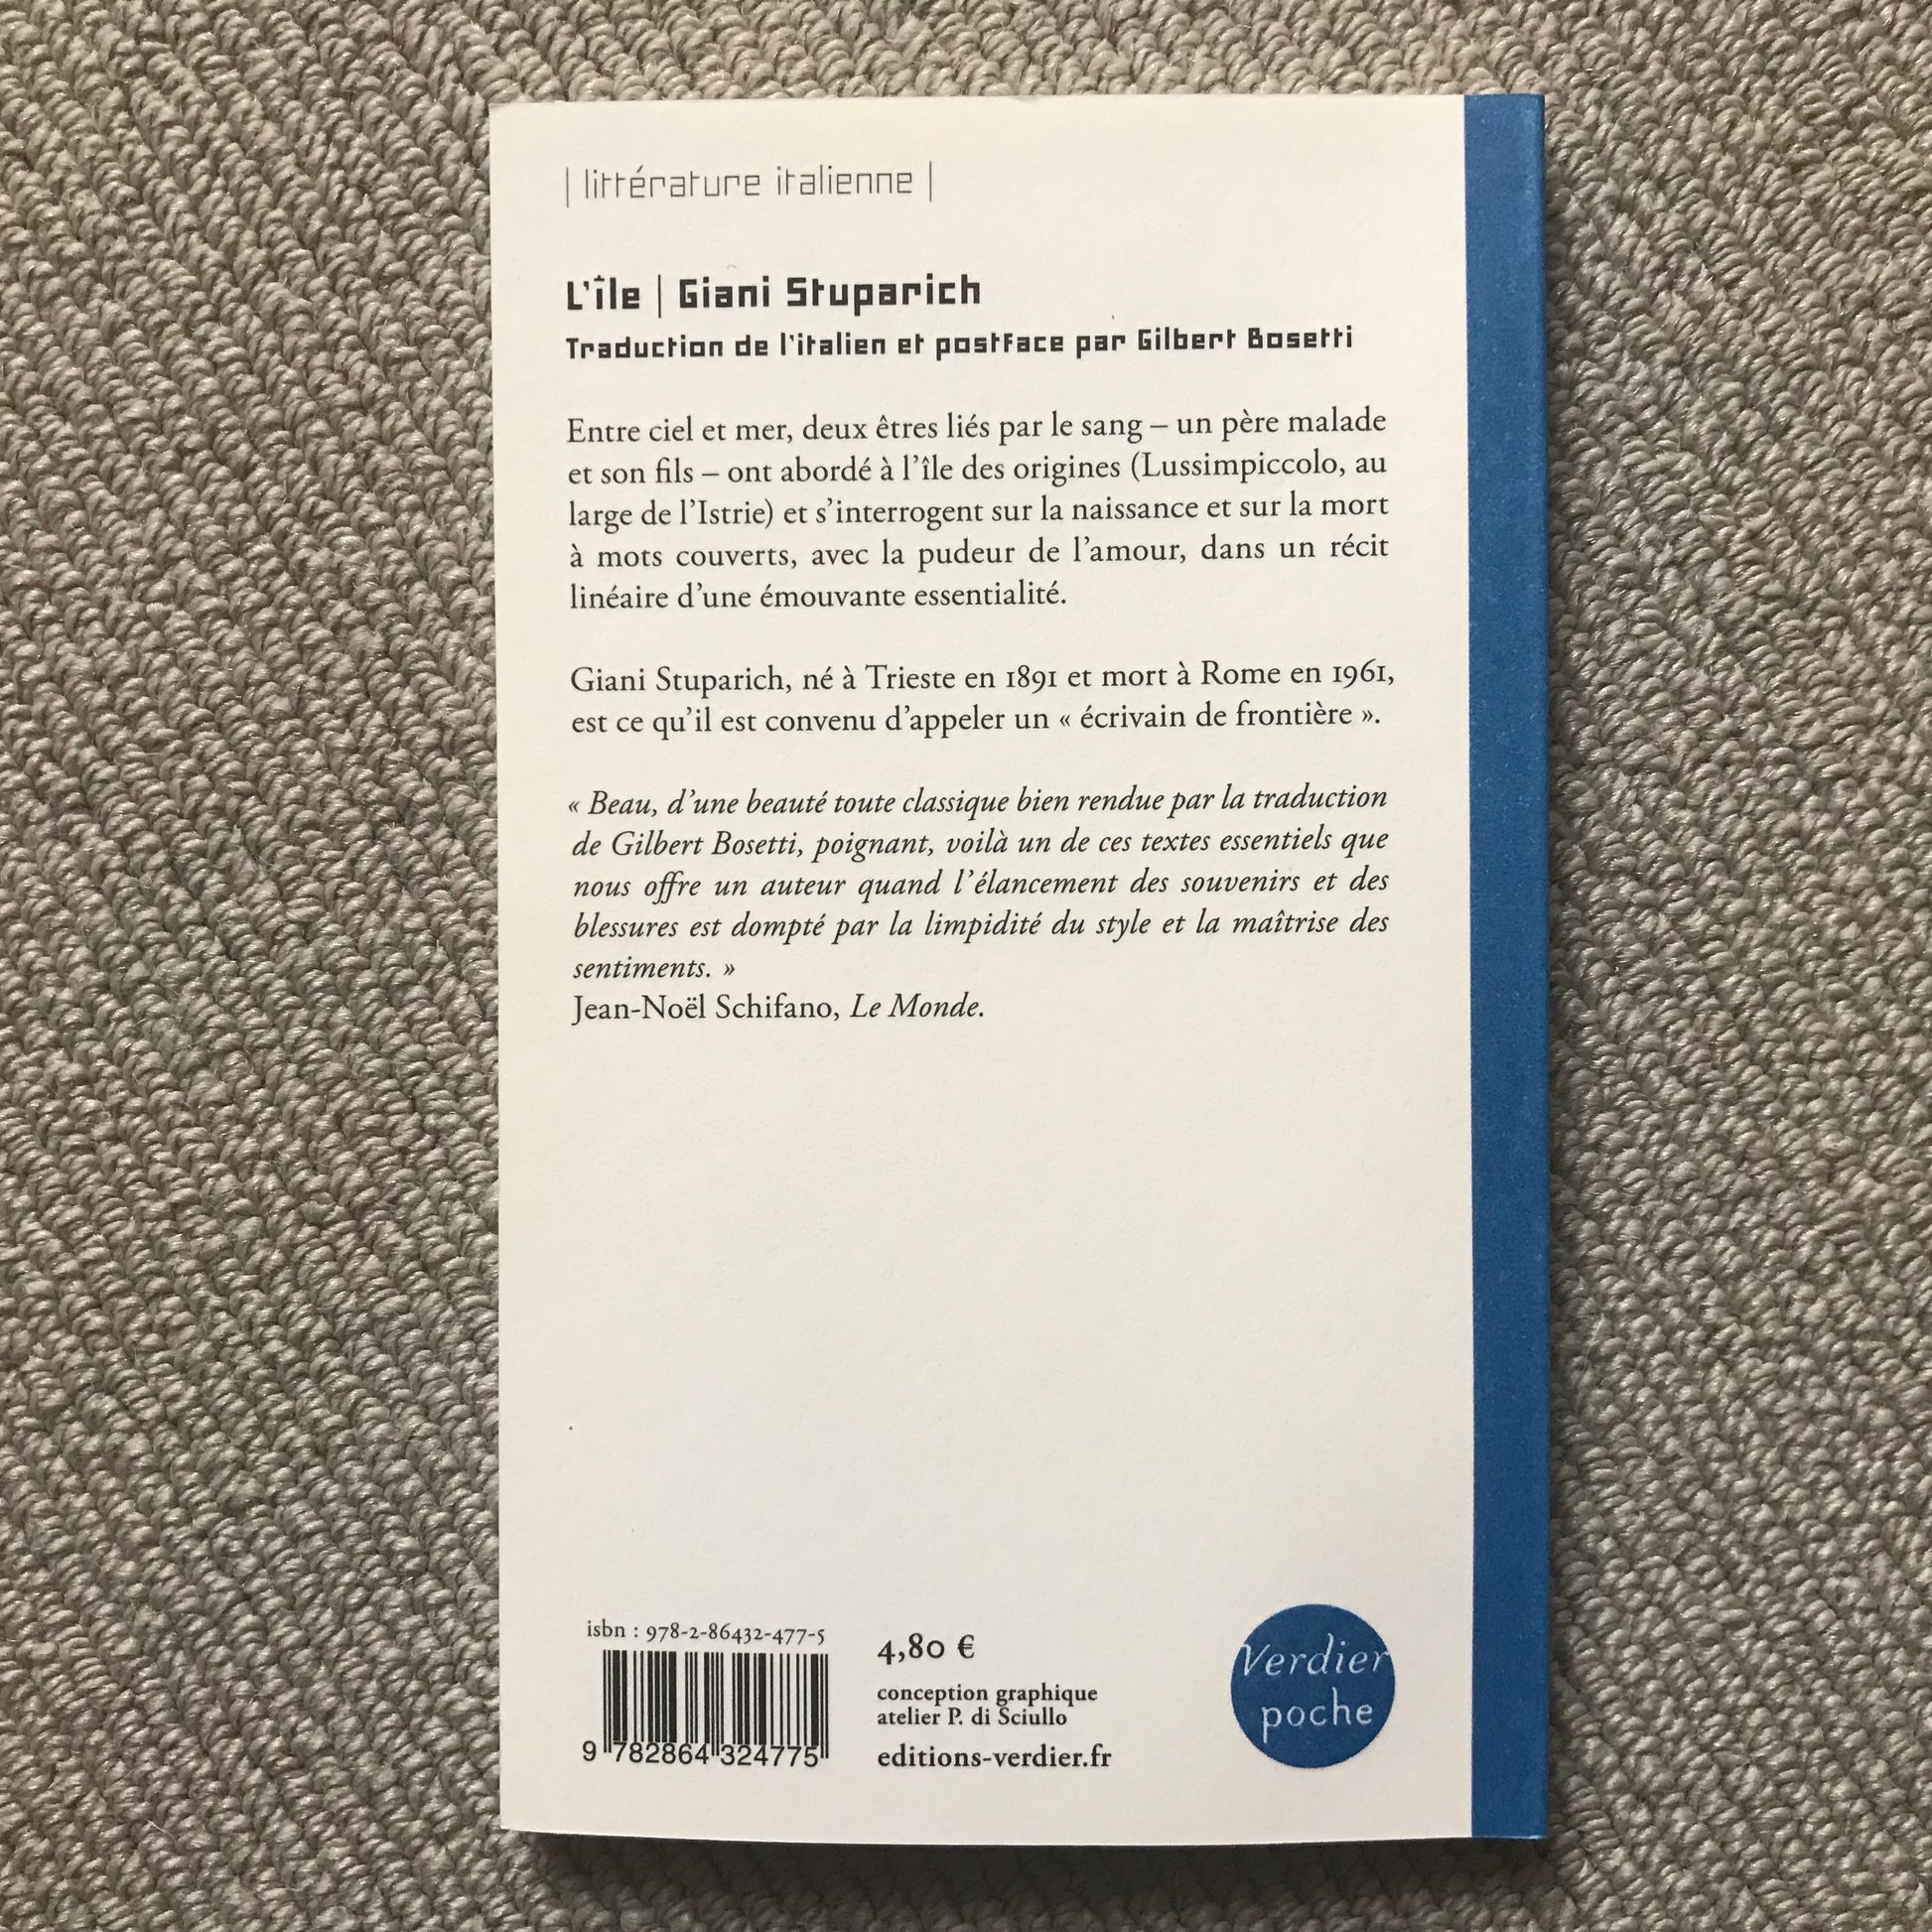 | littérature italienne |
L'île | Giani Stuparich
Traduction de l'italien et postface par Gilbert Bosetti
Entre ciel et mer, deux êtres liés par le sang – un père malade
et son fils – ont abordé à l'île des origines (Lussimpiccolo, au
large de l'Istrie) et s'interrogent sur la naissance et sur la mort
à mots couverts, avec la pudeur de l'amour, dans un récit
linéaire d'une émouvante essentialité.
Giani Stuparich, né à Trieste en 1891 et mort à Rome en 1961,
est ce qu'il est convenu d'appeler un « écrivain de frontière ».
« Beau, d'une beauté toute classique bien rendue par la traduction
de Gilbert Bosetti, poignant, voilà un de ces textes essentiels que
nous offre un auteur quand l'élancement des souvenirs et des
blessures est dompté par la limpidité du style et la maîtrise des
sentiments. »
Jean-Noël Schifano, Le Monde.
isbn : 978-2-86432-477-5
9 782864 324775
4,80 €
conception graphique
atelier P. di Sciullo
editions-verdier.fr
Verdier
poche